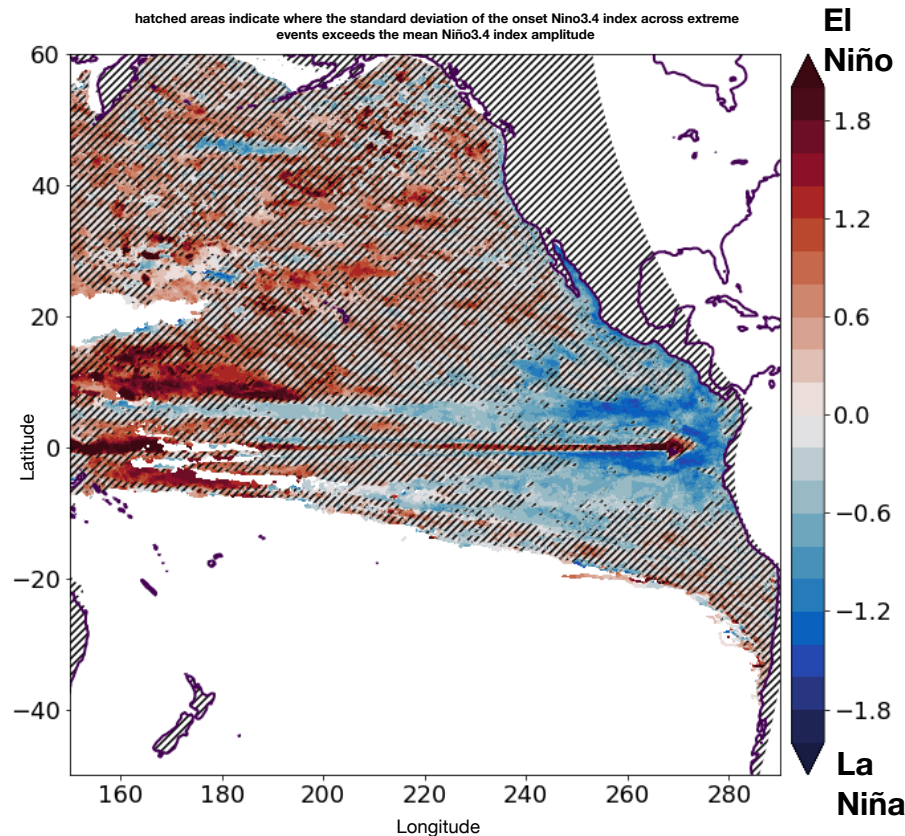 hatched areas indicate where the standard deviation of the onset Nino3.4 index across extreme
events exceeds the mean Niño3.4 index amplitude
El
Niño
60
40
20
0
−20
−40
Latitude
160
180
200
220
240
260
280
Longitude
1.8
1.2
0.6
0.0
−0.6
−1.2
−1.8
La
Niña